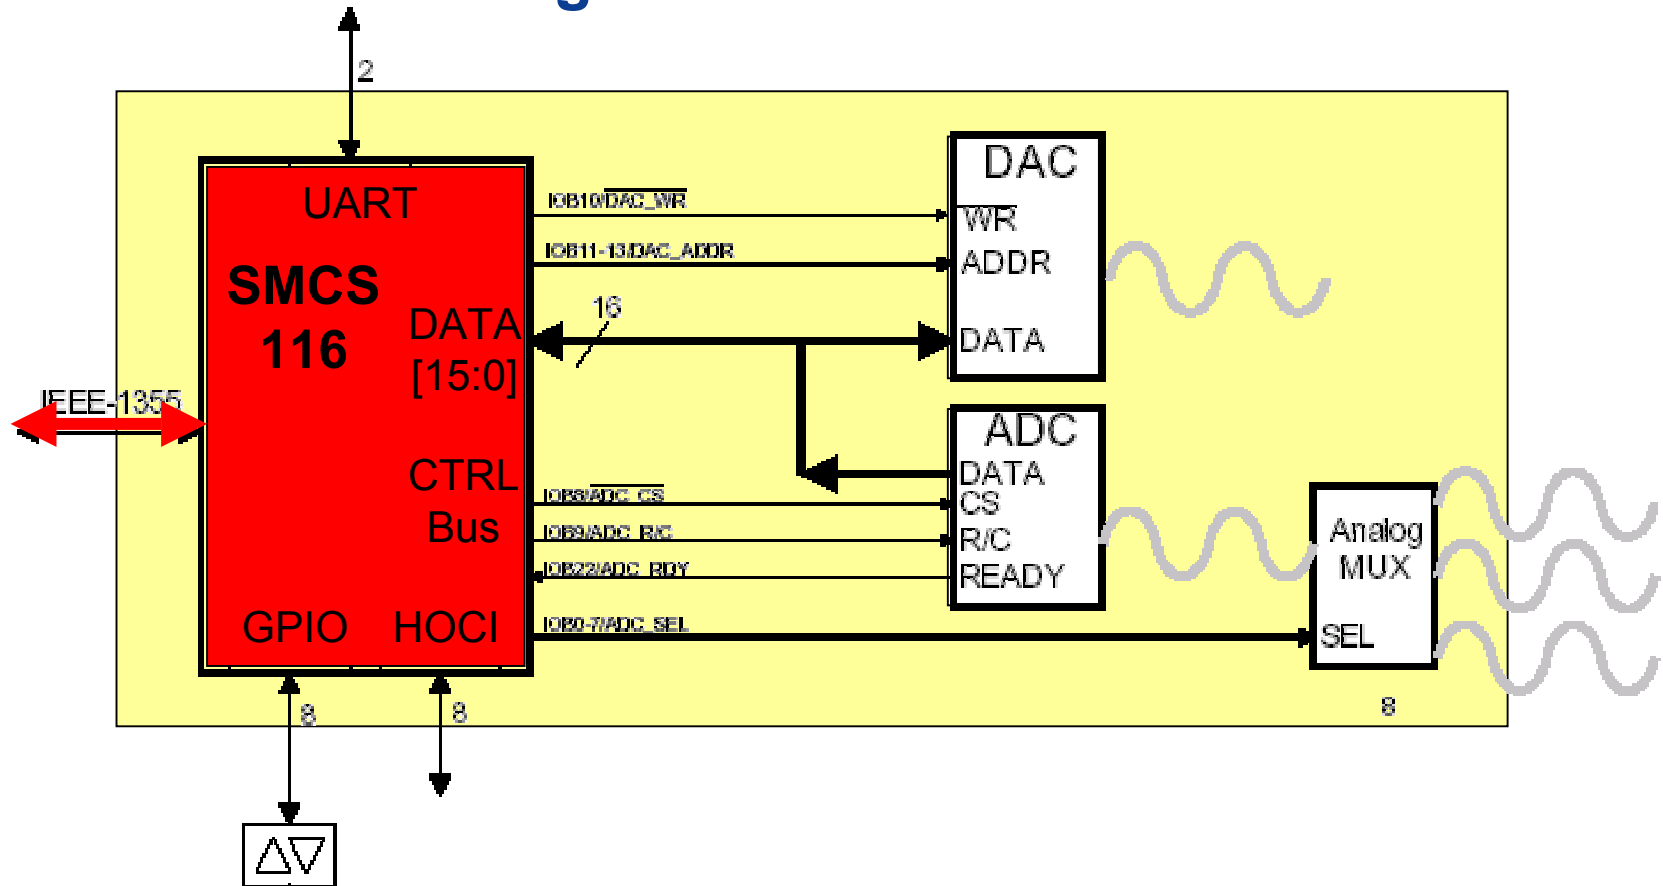 2
UART
SMCS
116
DATA
[15:0]
CTRL
Bus
GPIO HOCI
IEEE-1355
IOB10/DAC_WR
IOB11-13/DAC_ADDR
16
IOB8/ADC_CS
IOB9/ADC_R/C
IOB22/ADC_RDY
IOB0-7/ADC_SEL
DAC
WR
ADDR
DATA
ADC
DATA
CS
R/C
READY
Analog
MUX
SEL
8
8
8